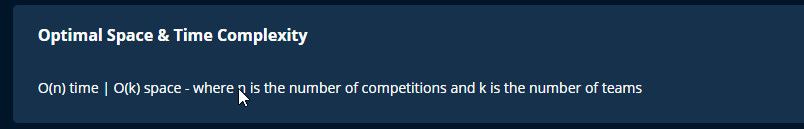 Optimal Space & Time Complexity
O(n) time | O(k) space - where n is the number of competitions and k is the number of teams